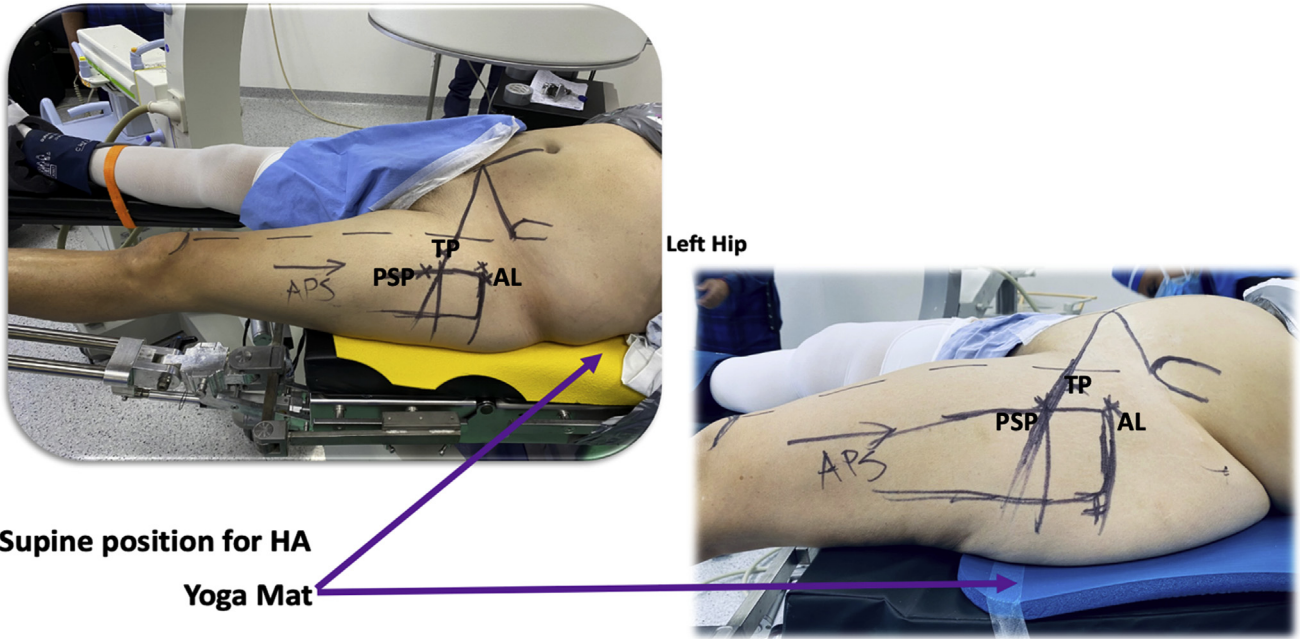 TP
PSP
AL
APS
Left Hip
TP
PSP
AL
APS
Supine position for HA
Yoga Mat